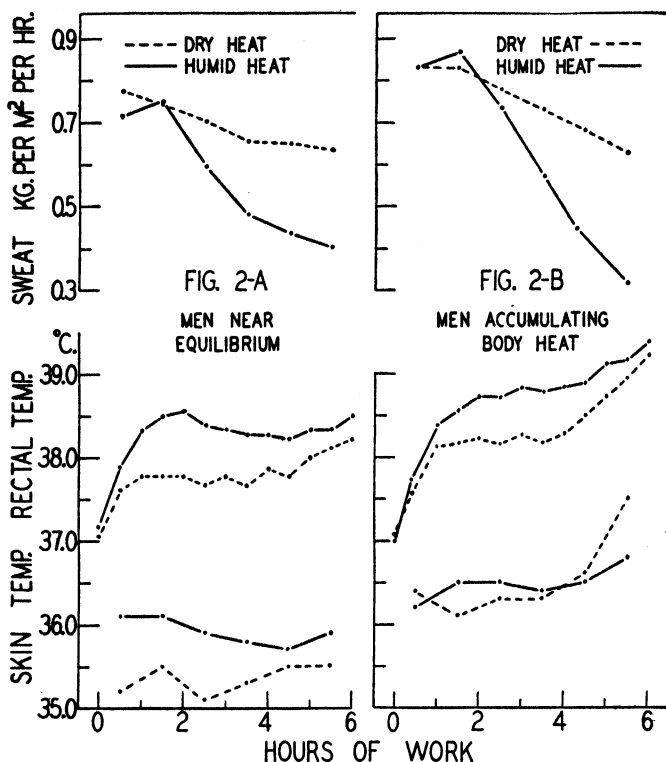 0.9
0.7
0.5
0.3
SWEAT KG. PER M² PER HR.
DRY HEAT
HUMID HEAT
FIG. 2-A
MEN NEAR
EQUILIBRIUM
DRY HEAT
HUMID HEAT
FIG. 2-B
MEN ACCUMULATING
BODY HEAT
°C.
39.0
38.0
37.0
36.0
35.0
SKIN TEMP. RECTAL TEMP.
0 2 4 6
0 2 4 6
HOURS OF WORK